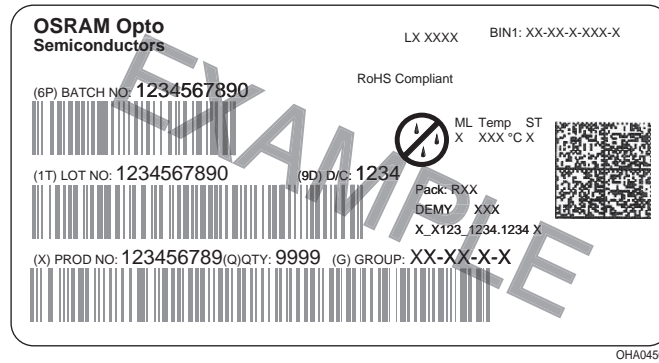 OSRAM Opto
Semiconductors
LX XXXX
BIN1: XX-XX-X-XXX-X
RoHS Compliant
(6P) BATCH NO: 1234567890
ML Temp ST
X XXX °C X
(1T) LOT NO: 1234567890 (9D) D/C: 1234
Pack: RXX
DEMY XXX
X_X123_1234.1234 X
(X) PROD NO: 123456789(Q)QTY: 9999 (G) GROUP: XX-XX-X-X
EXAMPLE